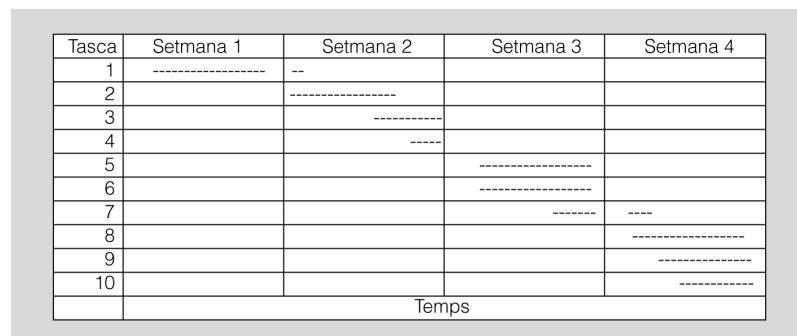 Tasca Setmana 1 Setmana 2 Setmana 3 Setmana 4
1 ------------------ --
2 -----------------
3 -----------
4 -----
5 ------------------
6 ------------------
7 ------- ----
8 ------------------
9 ---------------
10 ------------
Temps